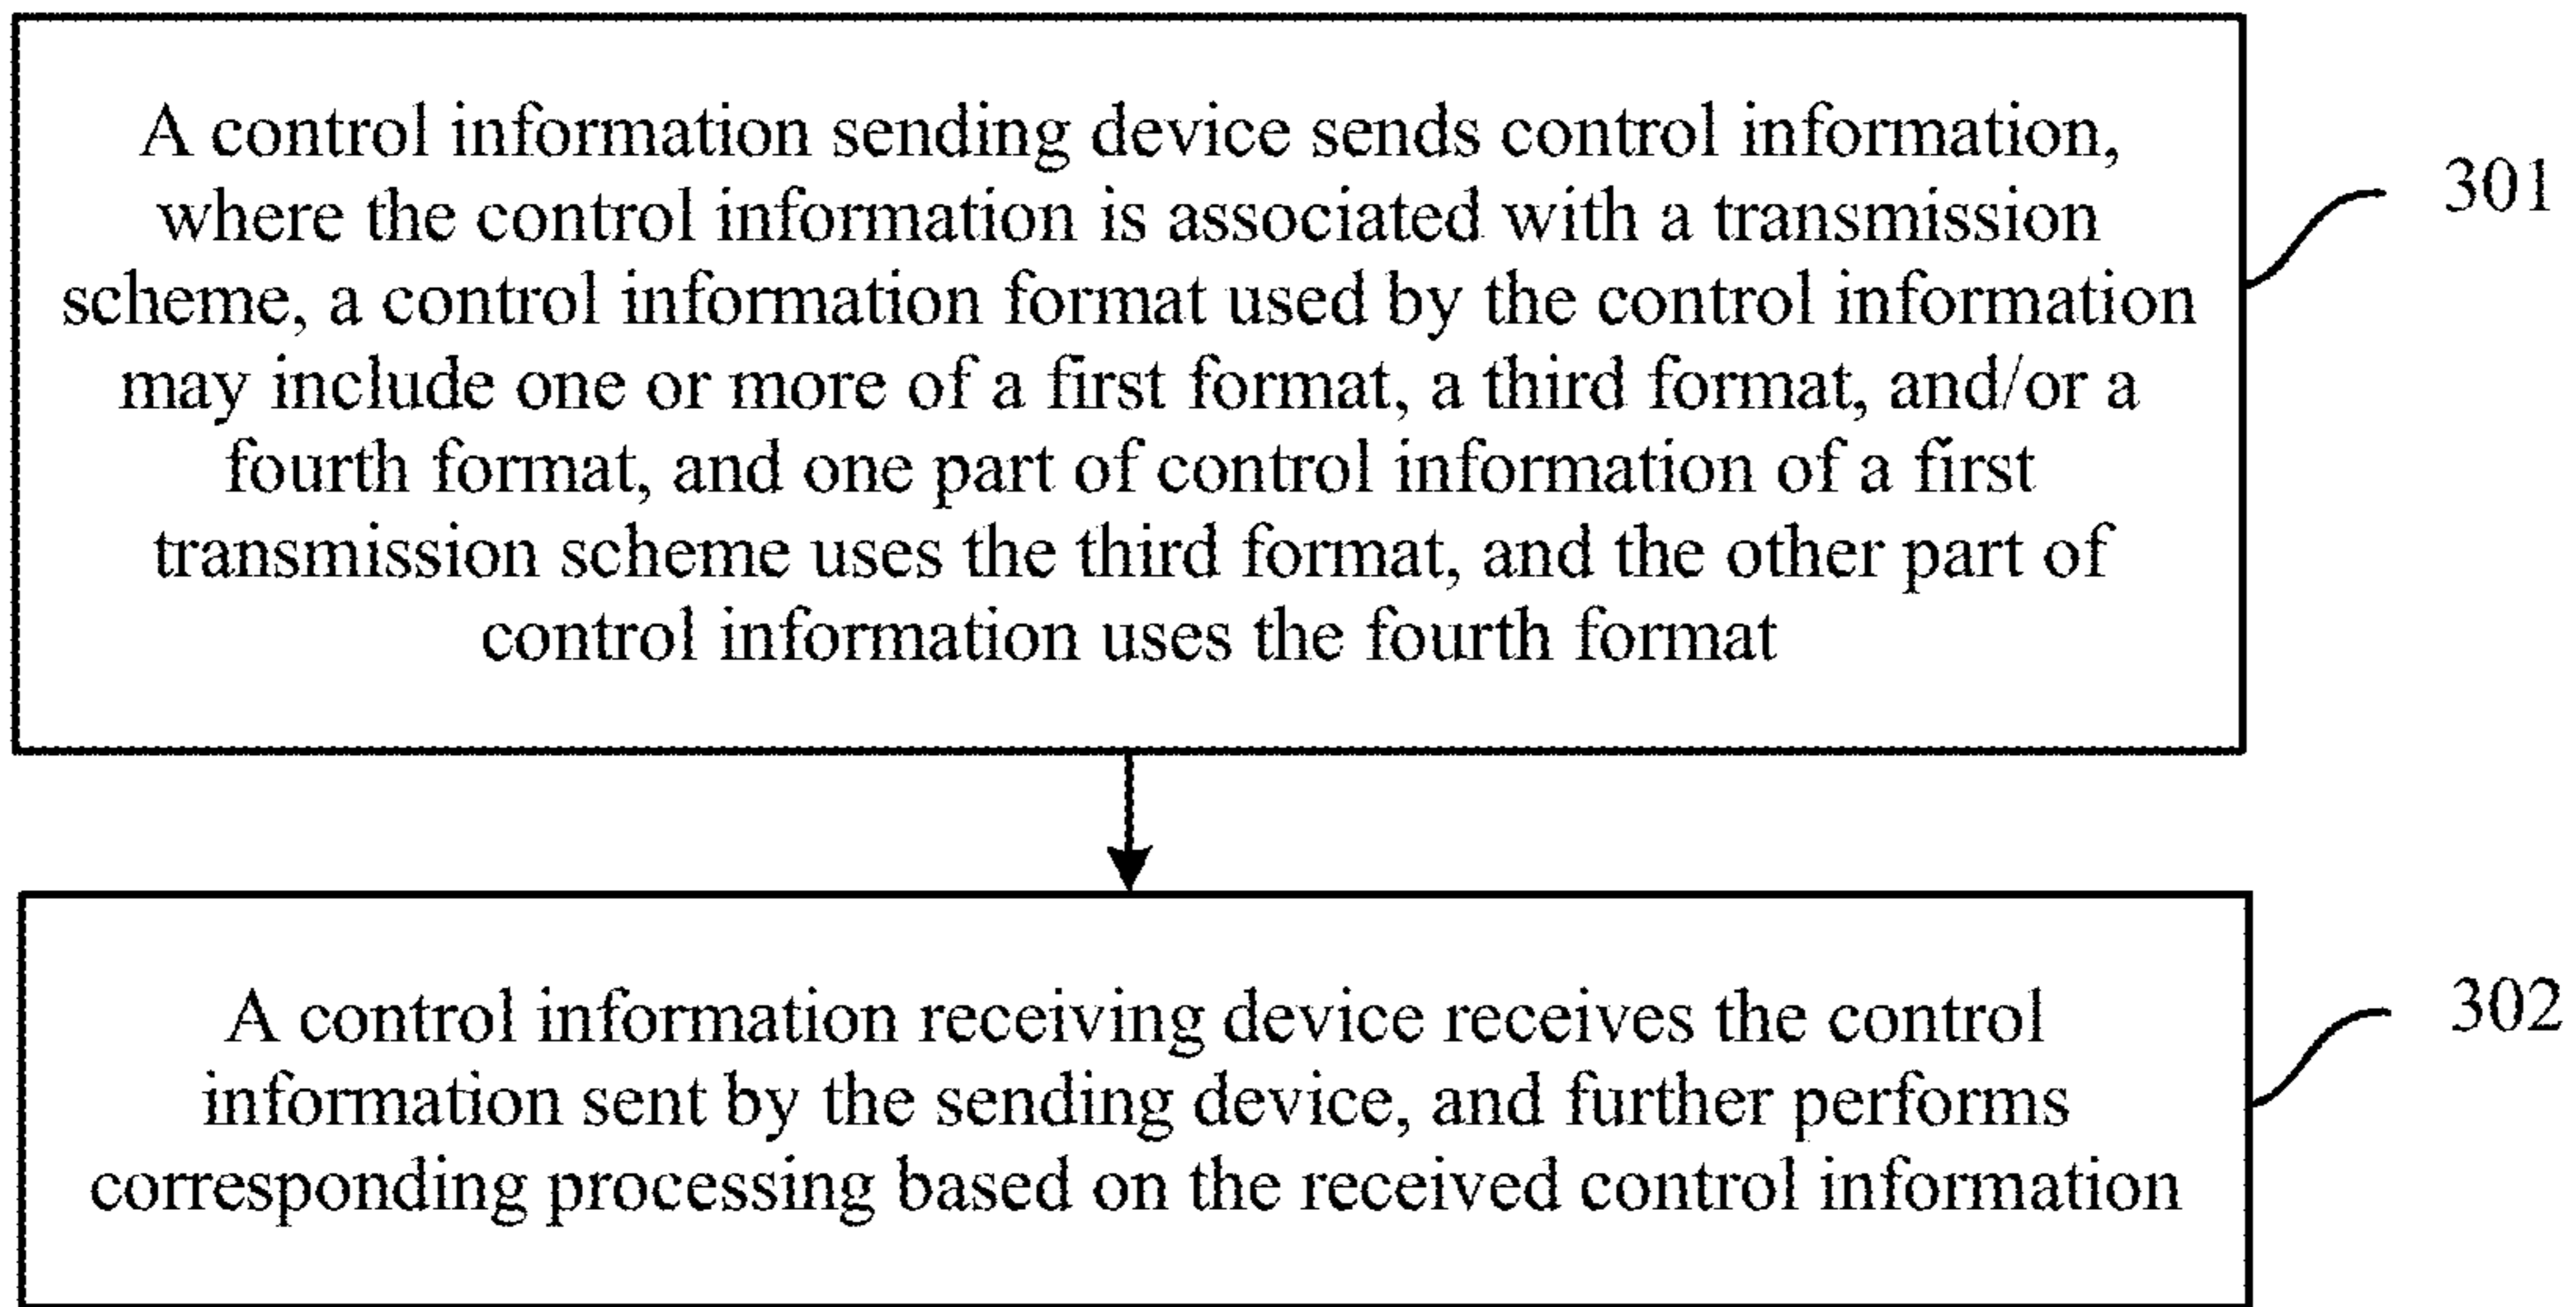 A control information sending device sends control information,
where the control information is associated with a transmission
scheme, a control information format used by the control information
may include one or more of a first format, a third format, and/or a
fourth format, and one part of control information of a first
transmission scheme uses the third format, and the other part of
control information uses the fourth format
301
A control information receiving device receives the control
information sent by the sending device, and further performs
corresponding processing based on the received control information
302